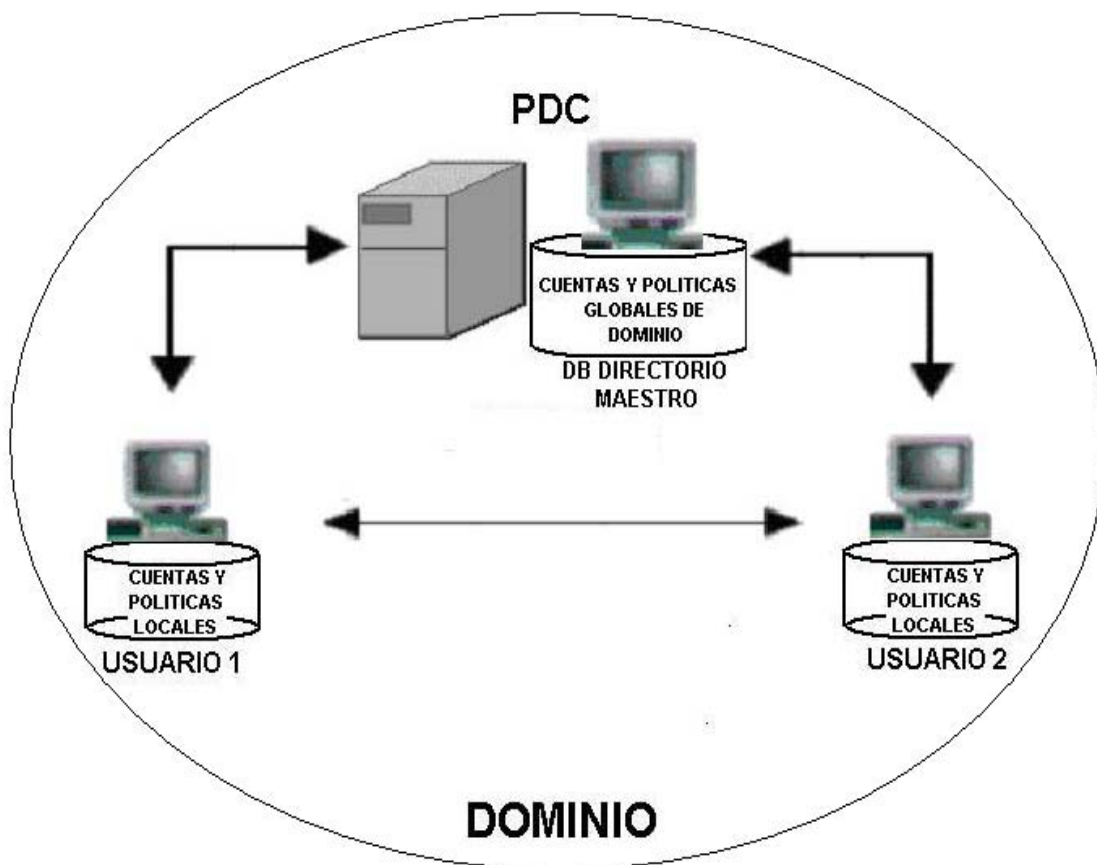 PDC
CUENTAS Y POLITICAS
GLOBALES DE
DOMINIO
DB DIRECTORIO
MAESTRO
CUENTAS Y
POLITICAS
LOCALES
USUARIO 1
CUENTAS Y
POLITICAS
LOCALES
USUARIO 2
DOMINIO